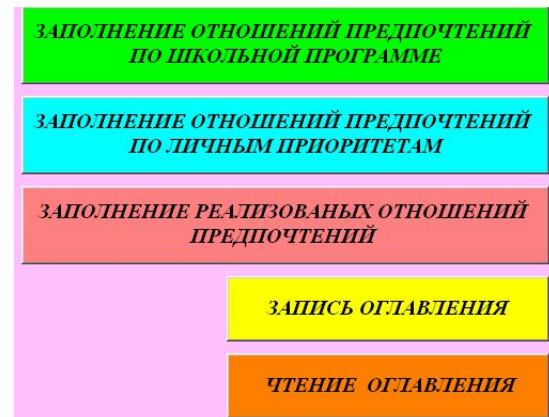 ЗАПОЛНЕНИЕ ОТНОШЕНИЙ ПРЕДПОЧТЕНИЙ
ПО ШКОЛЬНОЙ ПРОГРАММЕ
ЗАПОЛНЕНИЕ ОТНОШЕНИЙ ПРЕДПОЧТЕНИЙ
ПО ЛИЧНЫМ ПРИОРИТЕТАМ
ЗАПОЛНЕНИЕ РЕАЛИЗОВАНЫХ ОТНОШЕНИЙ
ПРЕДПОЧТЕНИЙ
ЗАПИСЬ ОГЛАВЛЕНИЯ
ЧТЕНИЕ ОГЛАВЛЕНИЯ